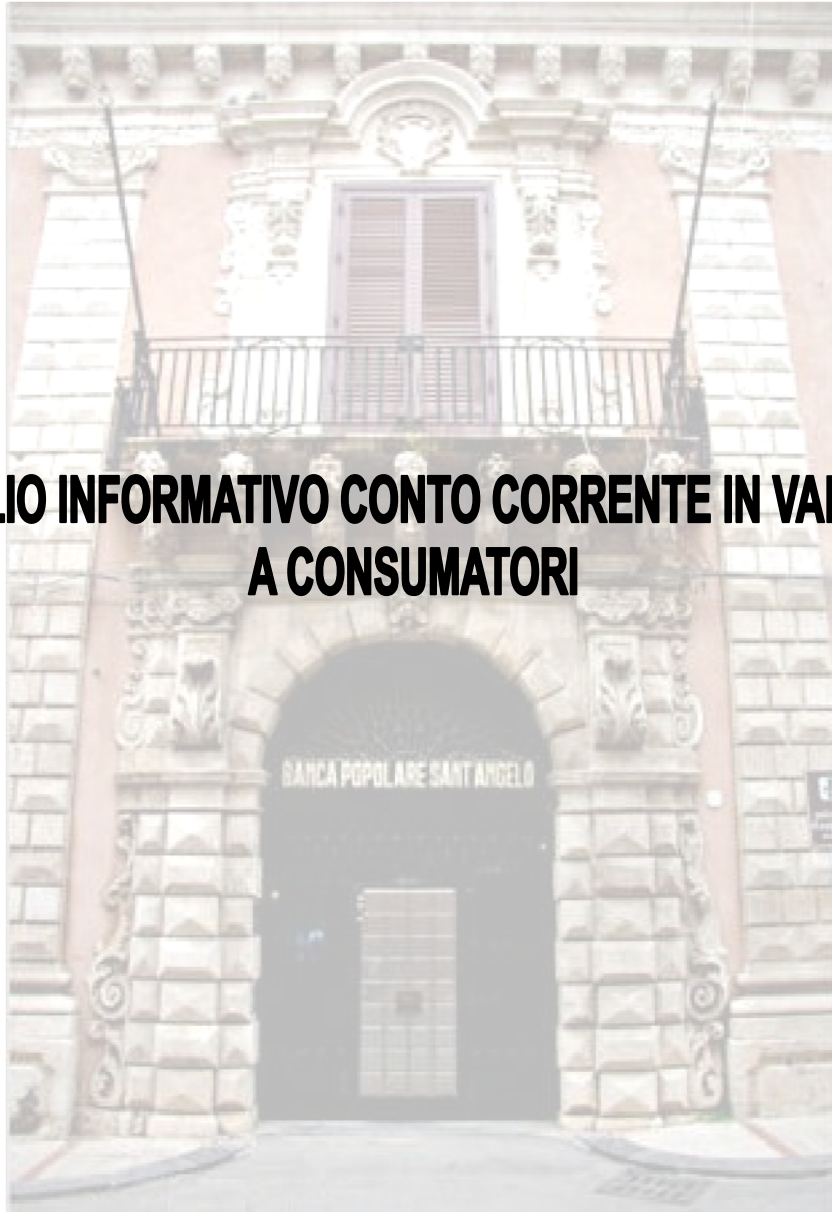 LIO INFORMATIVO CONTO CORRENTE IN VAL
A CONSUMATORI
BANCA POPOLARE SANT'ANGELO